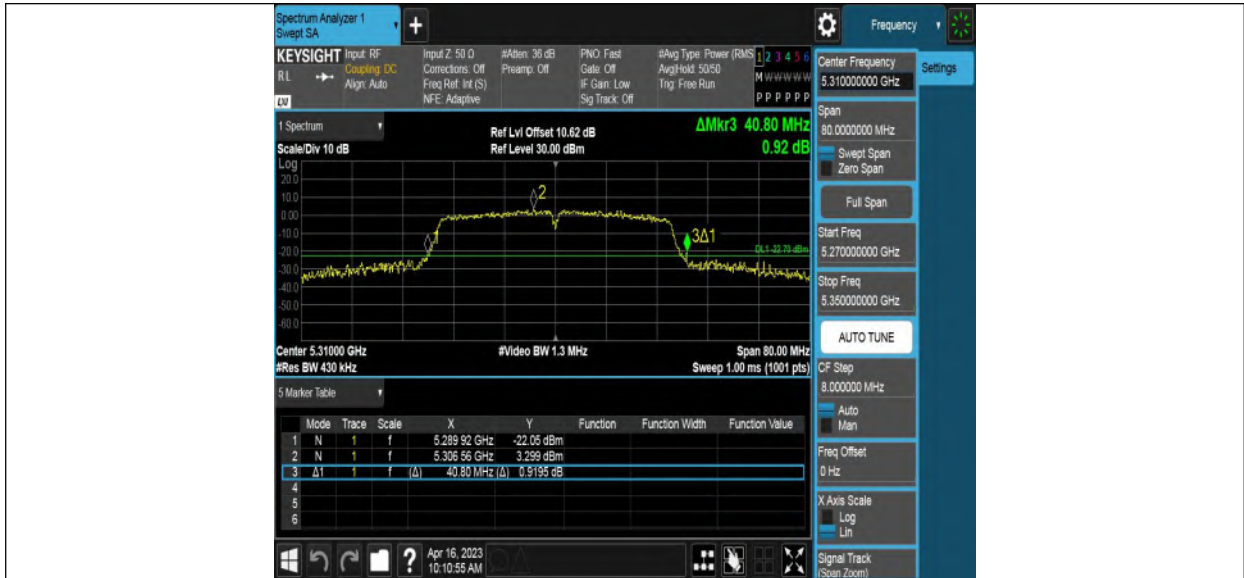 Spectrum Analyzer 1
Swept SA
+
Frequency
KEYSIGHT
RL
LXI
Input: RF
Coupling: DC
Align: Auto
Input Z: 50 Ω
Corrections: Off
Freq Ref: Int (S)
NFE: Adaptive
#Atten: 36 dB
Preamp: Off
PNO: Fast
Gate: Off
IF Gain: Low
Sig Track: Off
#Avg Type: Power (RMS
Avg|Hold: 50/50
Trig: Free Run
1 2 3 4 5 6
M W W W W W
P P P P P P
1 Spectrum
Scale/Div 10 dB
Ref Lvl Offset 10.62 dB
Ref Level 30.00 dBm
ΔMkr3 40.80 MHz
0.92 dB
Log
20.0
10.0
0.00
-10.0
-20.0
-30.0
-40.0
-50.0
-60.0
2
3Δ1
DL1 -22.70 dBm
Center 5.31000 GHz
#Video BW 1.3 MHz
Span 80.00 MHz
#Res BW 430 kHz
Sweep 1.00 ms (1001 pts)
5 Marker Table
Mode Trace Scale X Y Function Function Width Function Value
1 N 1 f 5.289 92 GHz -22.05 dBm
2 N 1 f 5.306 56 GHz 3.299 dBm
3 Δ1 1 f (Δ) 40.80 MHz (Δ) 0.9195 dB
4
5
6
?
Apr 16, 2023
10:10:55 AM
Center Frequency
5.310000000 GHz
Settings
Span
80.0000000 MHz
Swept Span
Zero Span
Full Span
Start Freq
5.270000000 GHz
Stop Freq
5.350000000 GHz
AUTO TUNE
CF Step
8.000000 MHz
Auto
Man
Freq Offset
0 Hz
X Axis Scale
Log
Lin
Signal Track
(Span Zoom)